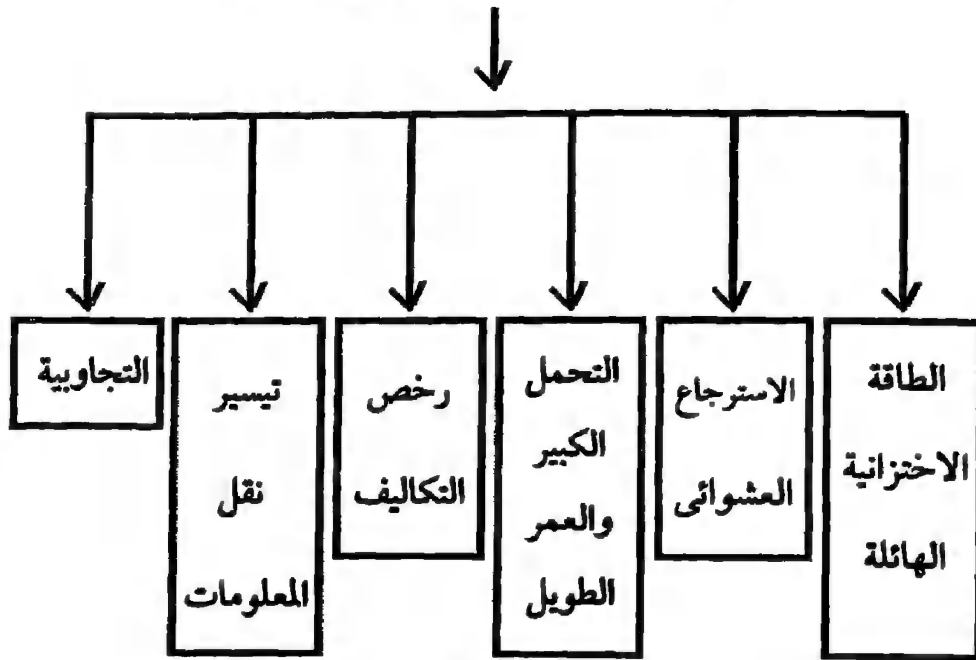 الطاقة
الاختزانية
الهائلة
الاسترجاع
العشوائى
التحمل
الكبير
والعمر
الطويل
رخص
التكاليف
تيسير
نقل
المعلومات
التجاوبية